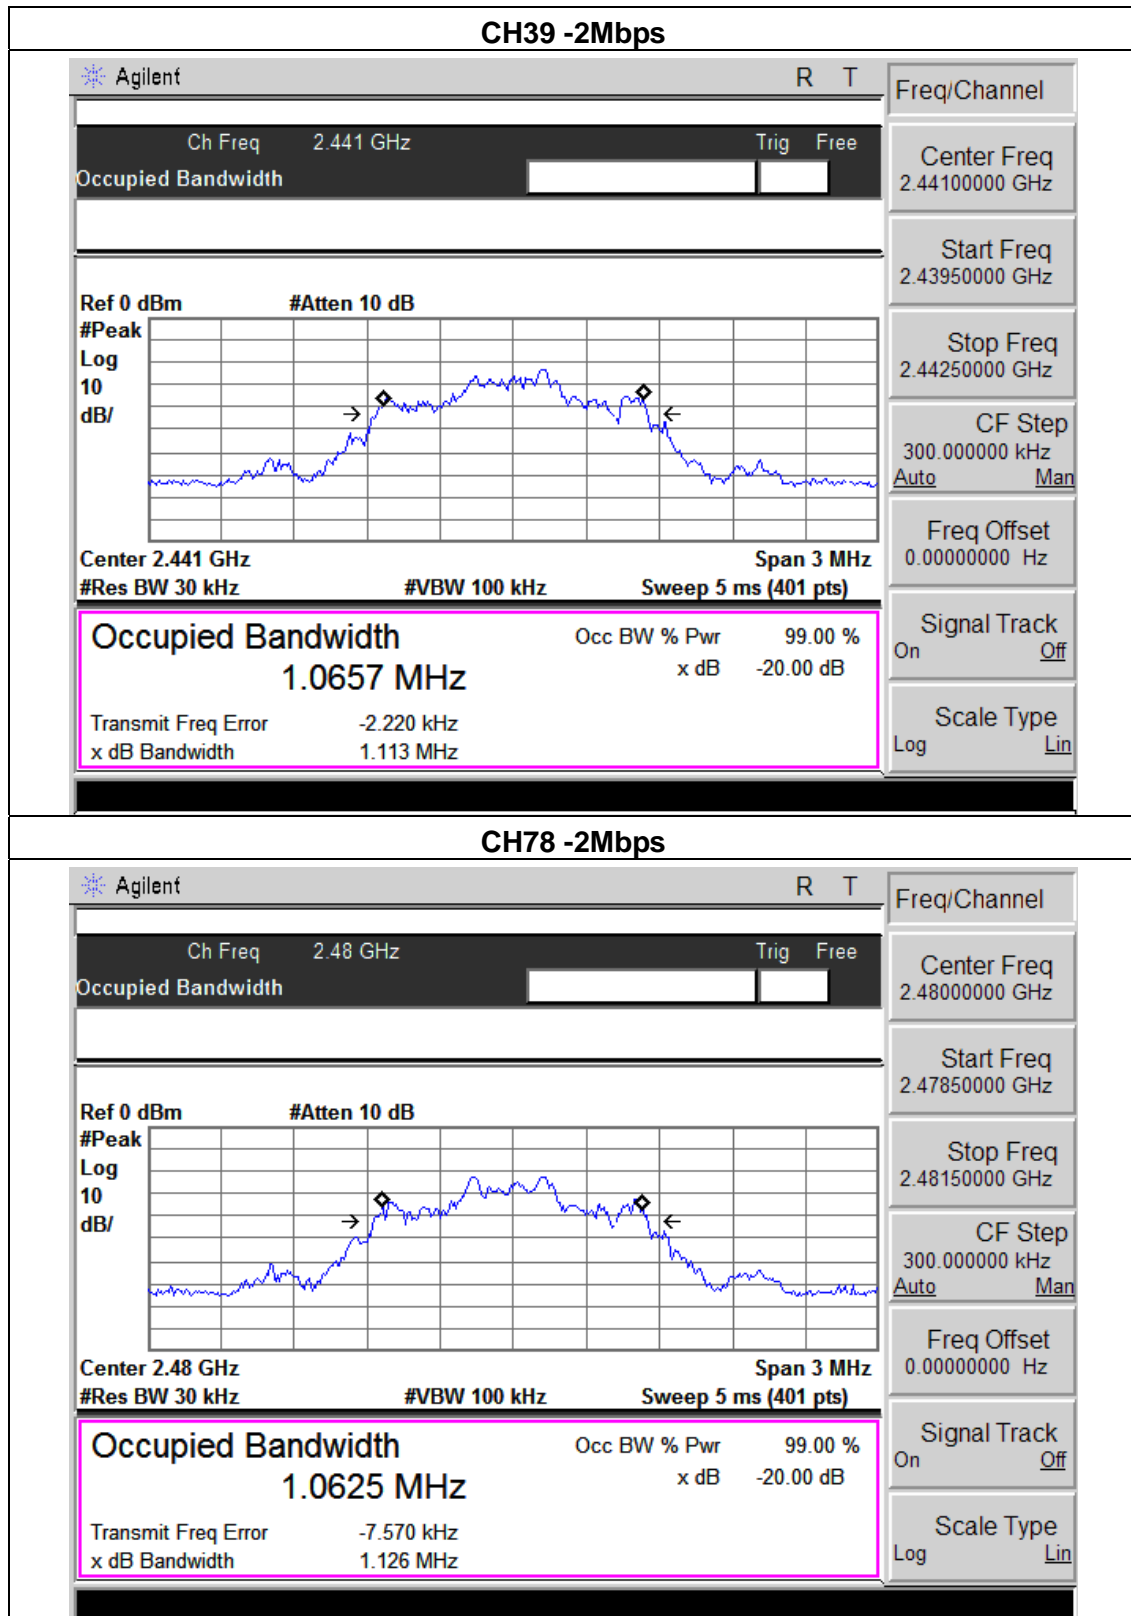 CH39 -2Mbps
Agilent R T
Freq/Channel
Ch Freq 2.441 GHz Trig Free
Occupied Bandwidth
Center Freq
2.44100000 GHz
Start Freq
2.43950000 GHz
Stop Freq
2.44250000 GHz
CF Step
300.000000 kHz
Auto Man
Freq Offset
0.00000000 Hz
Signal Track
On Off
Scale Type
Log Lin
Ref 0 dBm #Atten 10 dB
#Peak
Log
10
dB/
Center 2.441 GHz Span 3 MHz
#Res BW 30 kHz #VBW 100 kHz Sweep 5 ms (401 pts)
Occupied Bandwidth Occ BW % Pwr 99.00 %
1.0657 MHz x dB -20.00 dB
Transmit Freq Error -2.220 kHz
x dB Bandwidth 1.113 MHz
CH78 -2Mbps
Agilent R T
Freq/Channel
Ch Freq 2.48 GHz Trig Free
Occupied Bandwidth
Center Freq
2.48000000 GHz
Start Freq
2.47850000 GHz
Stop Freq
2.48150000 GHz
CF Step
300.000000 kHz
Auto Man
Freq Offset
0.00000000 Hz
Signal Track
On Off
Scale Type
Log Lin
Ref 0 dBm #Atten 10 dB
#Peak
Log
10
dB/
Center 2.48 GHz Span 3 MHz
#Res BW 30 kHz #VBW 100 kHz Sweep 5 ms (401 pts)
Occupied Bandwidth Occ BW % Pwr 99.00 %
1.0625 MHz x dB -20.00 dB
Transmit Freq Error -7.570 kHz
x dB Bandwidth 1.126 MHz